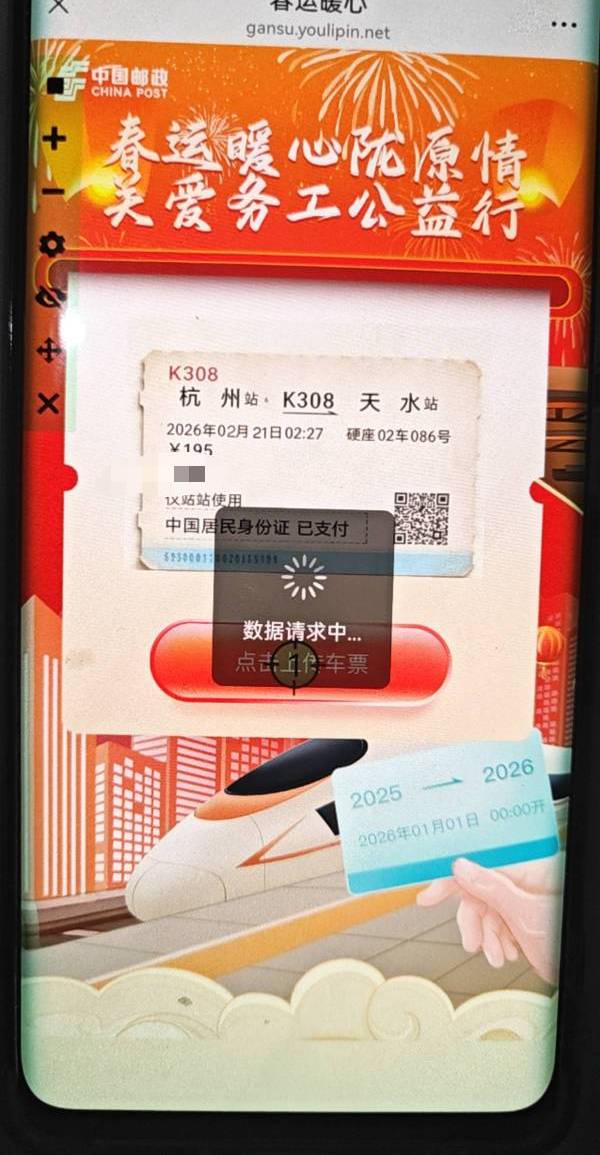 春运暖心
gansu.youlipin.net
中国邮政
CHINA POST
春运暖心陇原情
关爱务工公益行
K308
杭州站 K308 天水站
2026年02月21日02:27 硬座02车086号
￥195
仅站站使用
中国居民身份证 已支付
数据请求中...
点击上传车票
1
2025 2026
2026年01月01日 00:00开